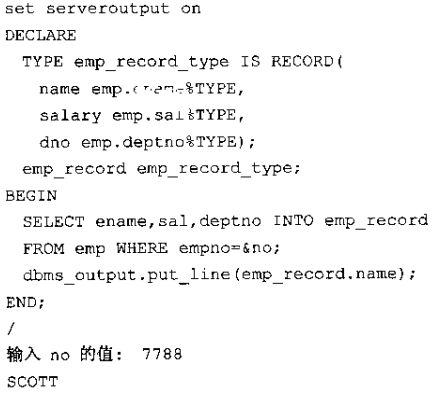 set serveroutput on
DECLARE
TYPE emp_record_type IS RECORD(
name emp.ename%TYPE,
salary emp.sal%TYPE,
dno emp.deptno%TYPE);
emp_record emp_record_type;
BEGIN
SELECT ename,sal,deptno INTO emp_record
FROM emp WHERE empno=&no;
dbms_output.put_line(emp_record.name);
END;
/
输入 no 的值: 7788
SCOTT